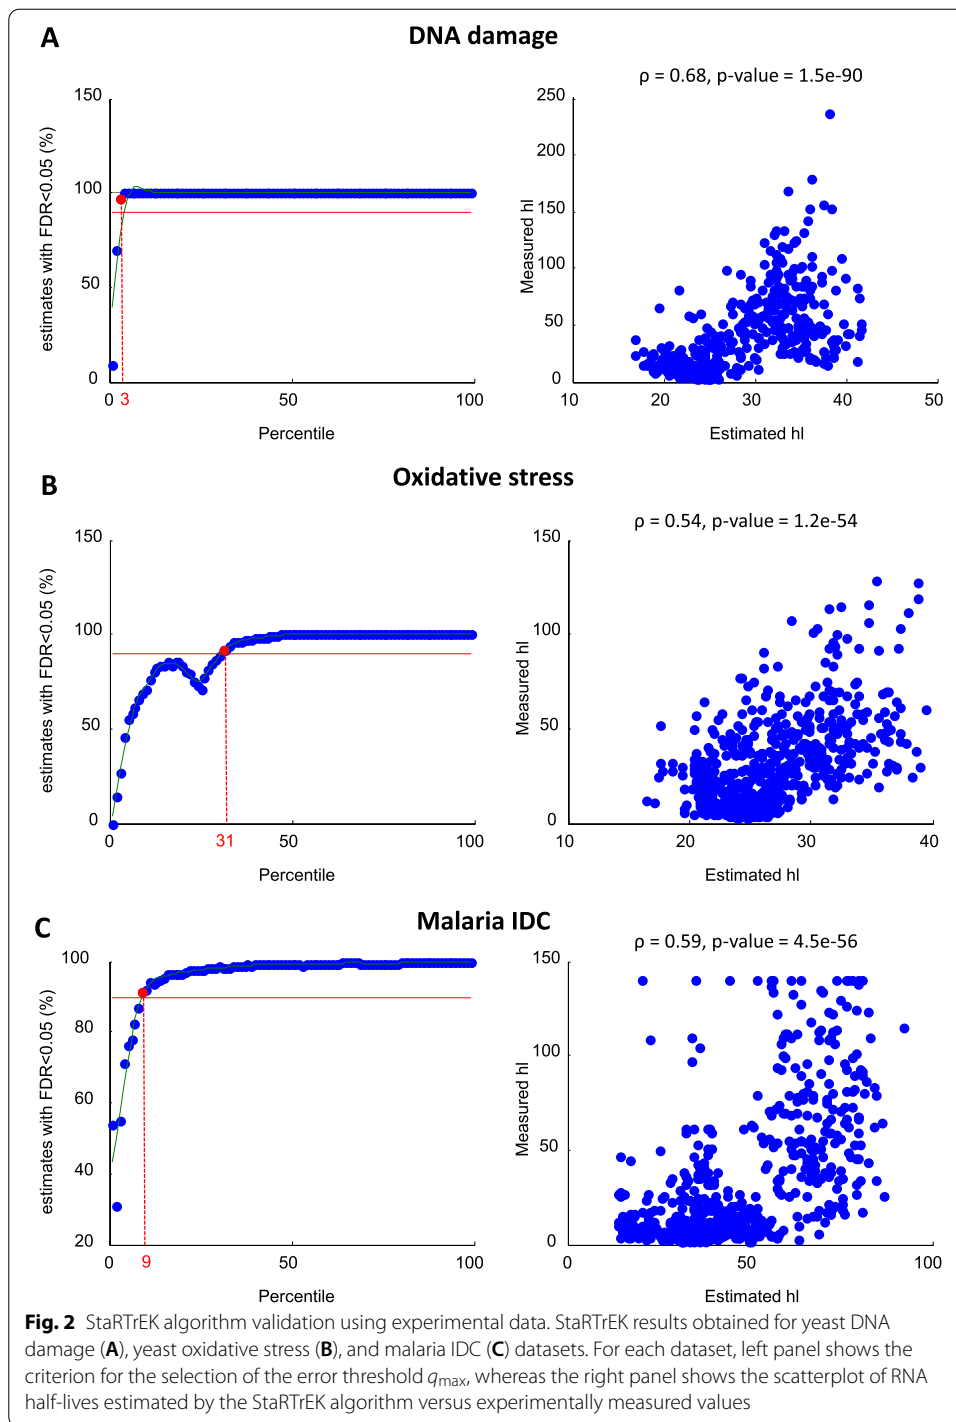 A
DNA damage
150
100
50
0
0
3
50
100
estimates with FDR<0.05 (%)
Percentile
ρ = 0.68, p-value = 1.5e-90
250
200
150
100
50
0
10
20
30
40
50
Measured hl
Estimated hl
B
Oxidative stress
150
100
50
0
0
31
50
100
estimates with FDR<0.05 (%)
Percentile
ρ = 0.54, p-value = 1.2e-54
150
100
50
0
10
20
30
40
Measured hl
Estimated hl
C
Malaria IDC
100
80
60
40
20
0
9
50
100
estimates with FDR<0.05 (%)
Percentile
ρ = 0.59, p-value = 4.5e-56
150
100
50
0
0
50
100
Measured hl
Estimated hl
Fig. 2 StaRTrEK algorithm validation using experimental data. StaRTrEK results obtained for yeast DNA
damage (A), yeast oxidative stress (B), and malaria IDC (C) datasets. For each dataset, left panel shows the
criterion for the selection of the error threshold qmax, whereas the right panel shows the scatterplot of RNA
half-lives estimated by the StaRTrEK algorithm versus experimentally measured values